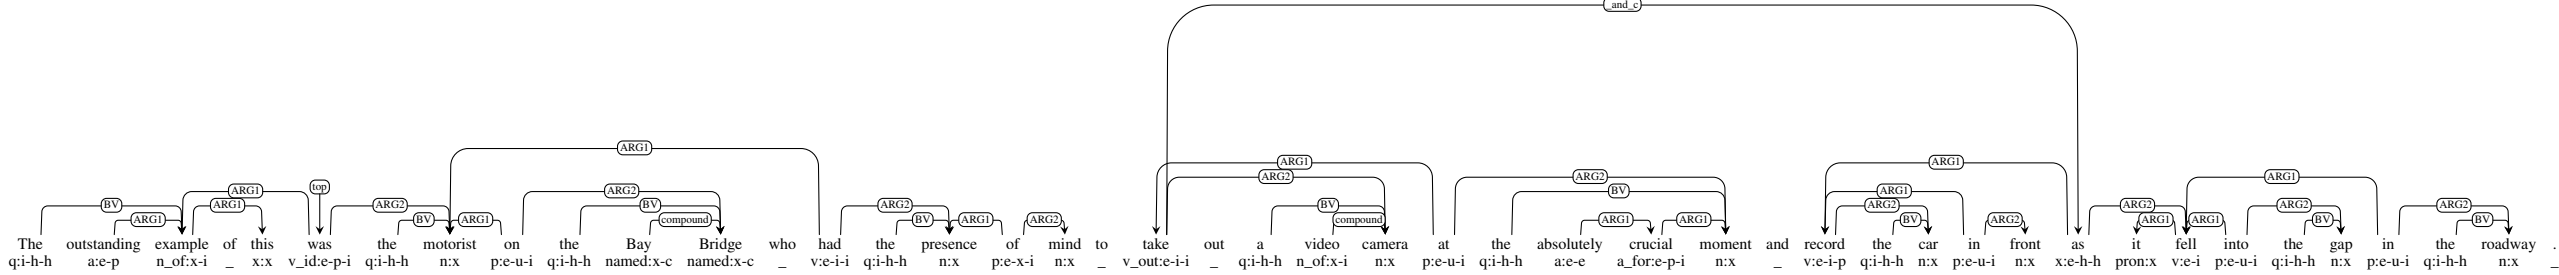 _and_c
ARG1
ARG1 ARG1
ARG2 ARG2
ARG1 top ARG2 BV ARG1 ARG1
BV ARG1 ARG2 ARG2 BV ARG2 ARG2 ARG2 ARG2
ARG1 BV ARG1 compound BV ARG1 ARG2 compound ARG1 ARG1 BV ARG2 ARG1 ARG1 BV BV
The outstanding example of this was the motorist on the Bay Bridge who had the presence of mind to take out a video camera at the absolutely crucial moment and record the car in front as it fell into the gap in the roadway .
q:i-h-h a:e-p n_of:x-i _ x:x v_id:e-p-i q:i-h-h n:x p:e-u-i q:i-h-h named:x-c named:x-c _ v:e-i-i q:i-h-h n:x p:e-x-i n:x _ v_out:e-i-i _ q:i-h-h n_of:x-i n:x p:e-u-i q:i-h-h a:e-e a_for:e-p-i n:x _ v:e-i-p q:i-h-h n:x p:e-u-i n:x x:e-h-h pron:x v:e-i p:e-u-i q:i-h-h n:x p:e-u-i q:i-h-h n:x _